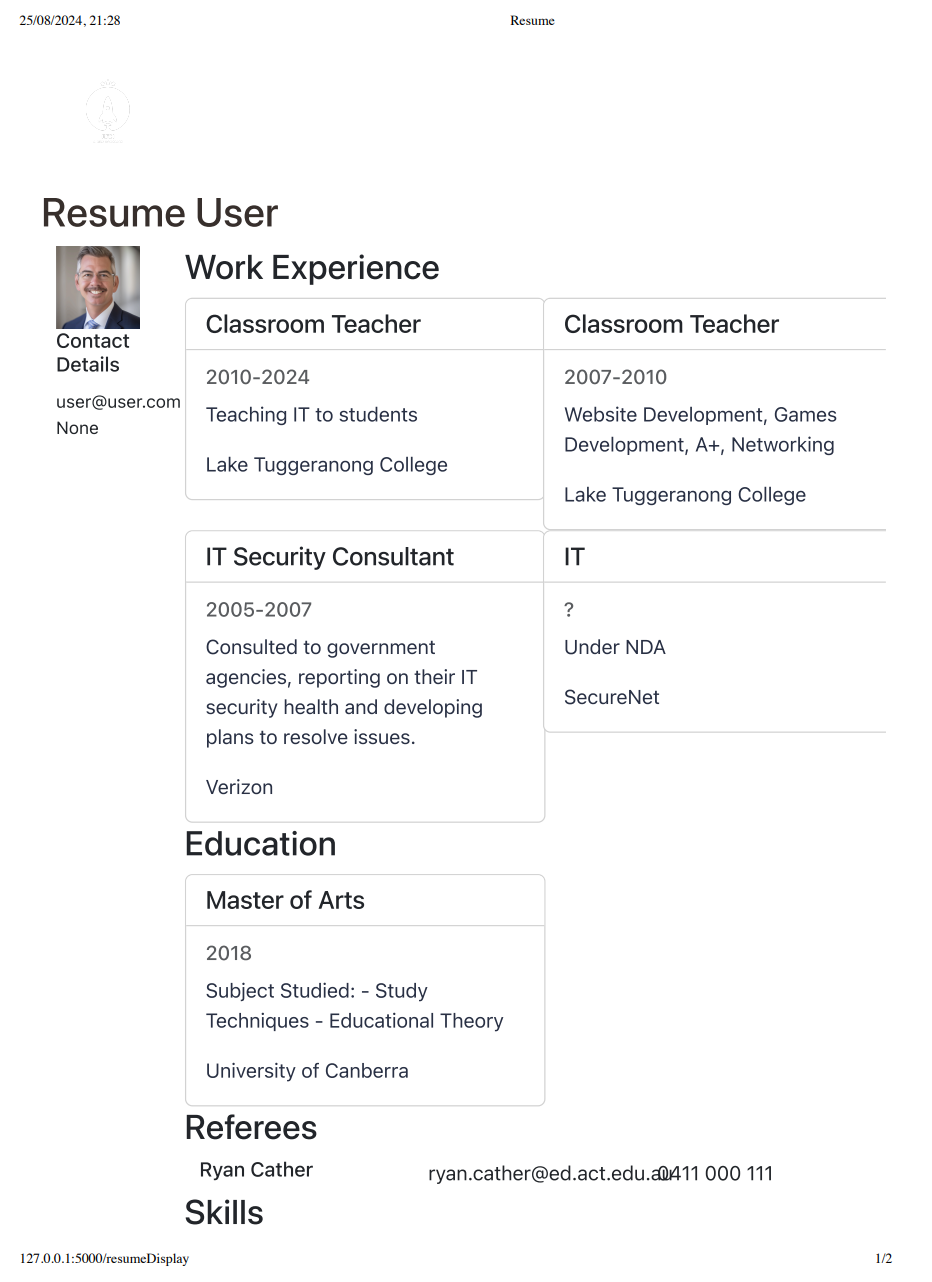 25/08/2024, 21:28
Resume
Resume User
Contact
Details
user@user.com
None
Work Experience
Classroom Teacher
2010-2024
Teaching IT to students
Lake Tuggeranong College
Classroom Teacher
2007-2010
Website Development, Games
Development, A+, Networking
Lake Tuggeranong College
IT Security Consultant
2005-2007
Consulted to government
agencies, reporting on their IT
security health and developing
plans to resolve issues.
Verizon
IT
?
Under NDA
SecureNet
Education
Master of Arts
2018
Subject Studied: - Study
Techniques - Educational Theory
University of Canberra
Referees
Ryan Cather
ryan.cather@ed.act.edu.au
0411 000 111
Skills
127.0.0.1:5000/resumeDisplay
1/2